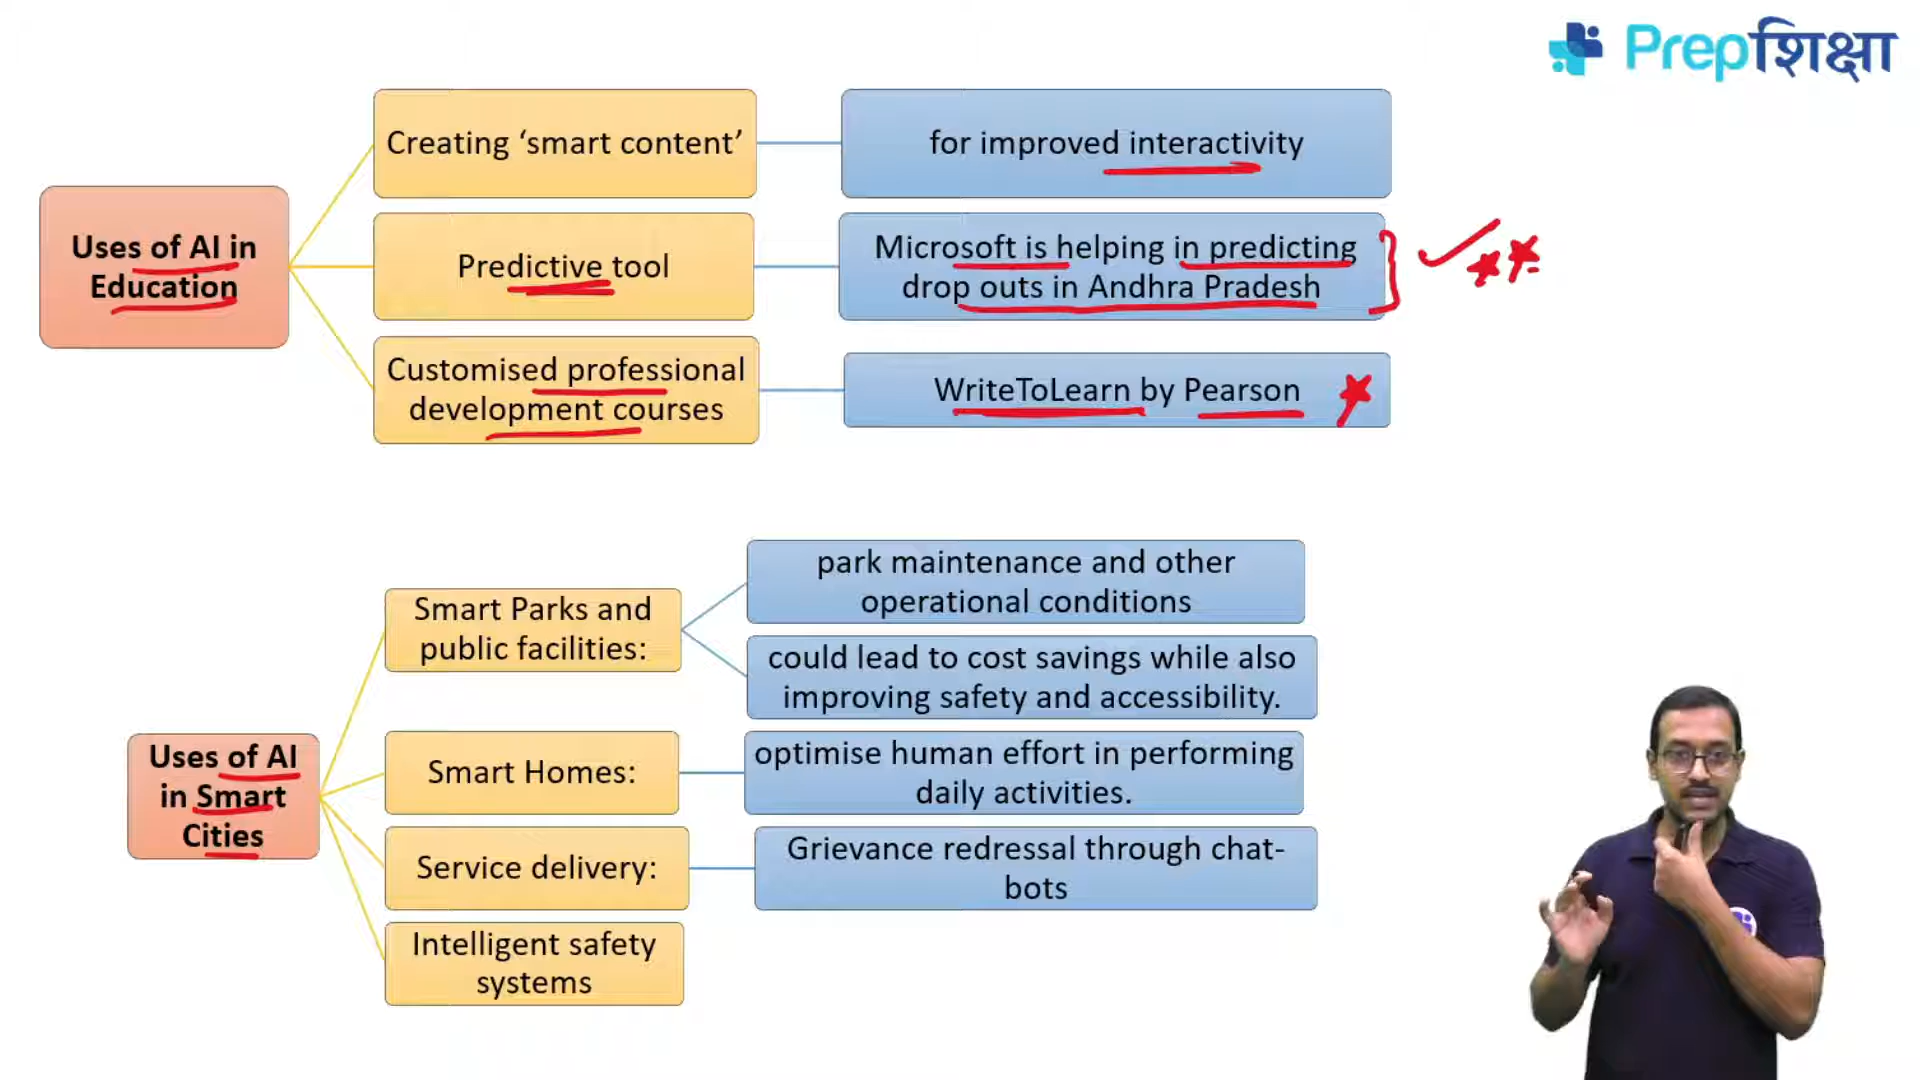 Prepशिक्षा
Uses of AI in
Education
Creating ‘smart content’
for improved interactivity
Predictive tool
Microsoft is helping in predicting
drop outs in Andhra Pradesh
Customised professional
development courses
WriteToLearn by Pearson
Uses of AI
in Smart
Cities
Smart Parks and
public facilities:
park maintenance and other
operational conditions
could lead to cost savings while also
improving safety and accessibility.
Smart Homes:
optimise human effort in performing
daily activities.
Service delivery:
Grievance redressal through chat-
bots
Intelligent safety
systems